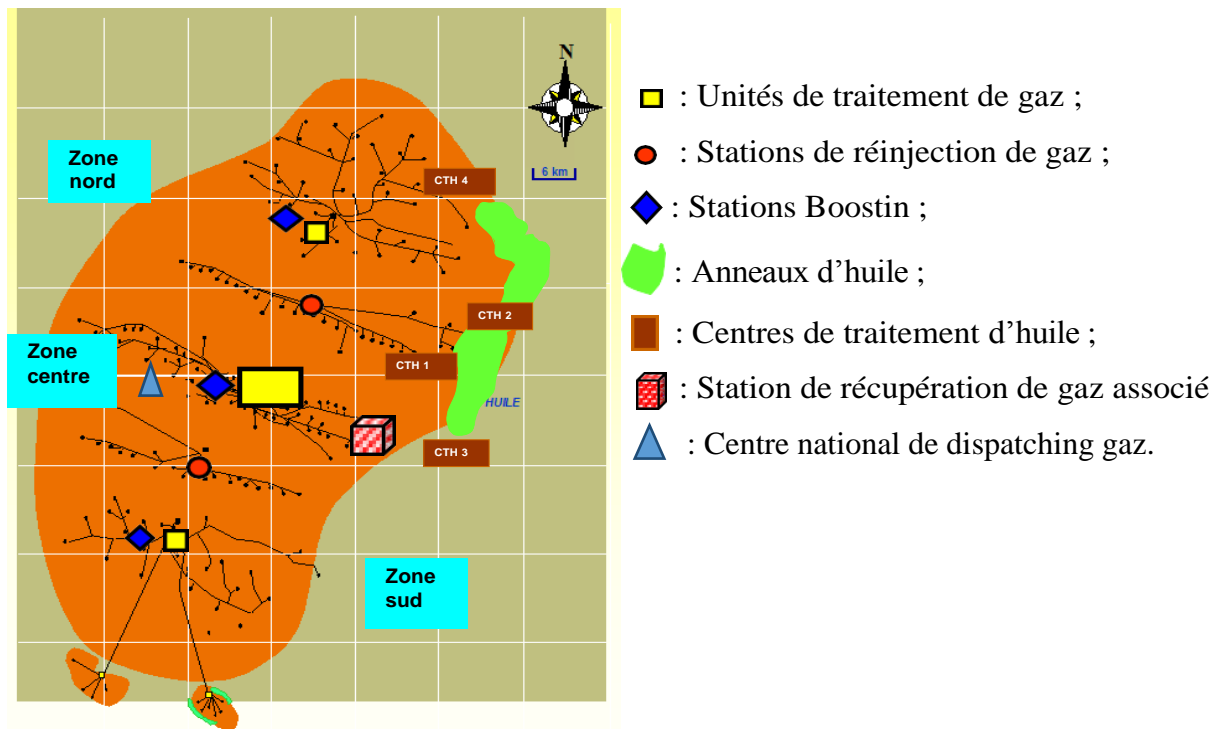 N
Zone
nord
6 km
CTH 4
CTH 2
Zone
centre
CTH 1
HUILE
CTH 3
Zone
sud
: Unités de traitement de gaz ;
: Stations de réinjection de gaz ;
: Stations Boostin ;
: Anneaux d’huile ;
: Centres de traitement d’huile ;
: Station de récupération de gaz associé
: Centre national de dispatching gaz.